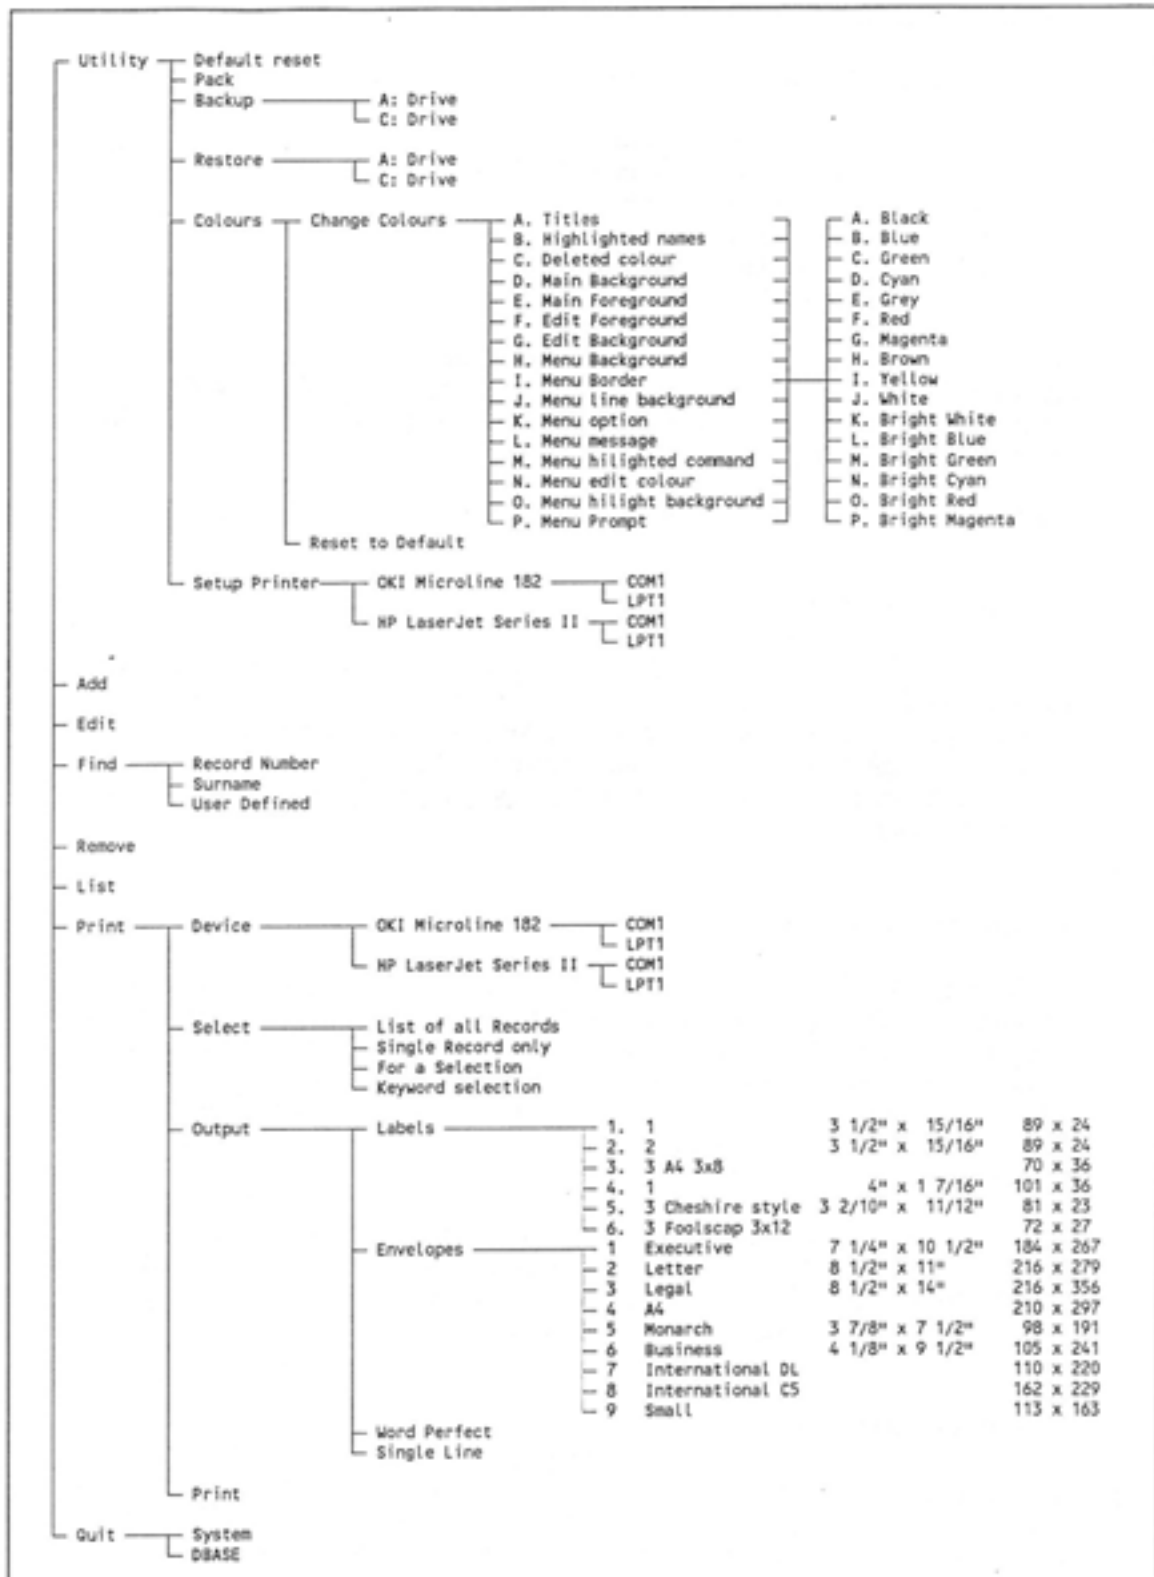 Utility Default reset
Pack
Backup A: Drive
C: Drive
Restore A: Drive
C: Drive
Colours Change Colours A. Titles A. Black
B. Highlighted names B. Blue
C. Deleted colour C. Green
D. Main Background D. Cyan
E. Main Foreground E. Grey
F. Edit Foreground F. Red
G. Edit Background G. Magenta
H. Menu Background H. Brown
I. Menu Border I. Yellow
J. Menu line background J. White
K. Menu option K. Bright White
L. Menu message L. Bright Blue
M. Menu hilighted command M. Bright Green
N. Menu edit colour N. Bright Cyan
O. Menu hilight background O. Bright Red
P. Menu Prompt P. Bright Magenta
Reset to Default
Setup Printer OKI Microline 182 COM1
LPT1
HP LaserJet Series II COM1
LPT1
Add
Edit
Find Record Number
Surname
User Defined
Remove
List
Print Device OKI Microline 182 COM1
LPT1
HP LaserJet Series II COM1
LPT1
Select List of all Records
Single Record only
For a Selection
Keyword selection
Output Labels 1. 1 3 1/2" x 15/16" 89 x 24
2. 2 3 1/2" x 15/16" 89 x 24
3. 3 A4 3x8 70 x 36
4. 1 4" x 1 7/16" 101 x 36
5. 3 Cheshire style 3 2/10" x 11/12" 81 x 23
6. 3 Foolscap 3x12 72 x 27
Envelopes 1 Executive 7 1/4" x 10 1/2" 184 x 267
2 Letter 8 1/2" x 11" 216 x 279
3 Legal 8 1/2" x 14" 216 x 356
4 A4 210 x 297
5 Monarch 3 7/8" x 7 1/2" 98 x 191
6 Business 4 1/8" x 9 1/2" 105 x 241
7 International DL 110 x 220
8 International C5 162 x 229
9 Small 113 x 163
Word Perfect
Single Line
Print
Quit System
DBASE